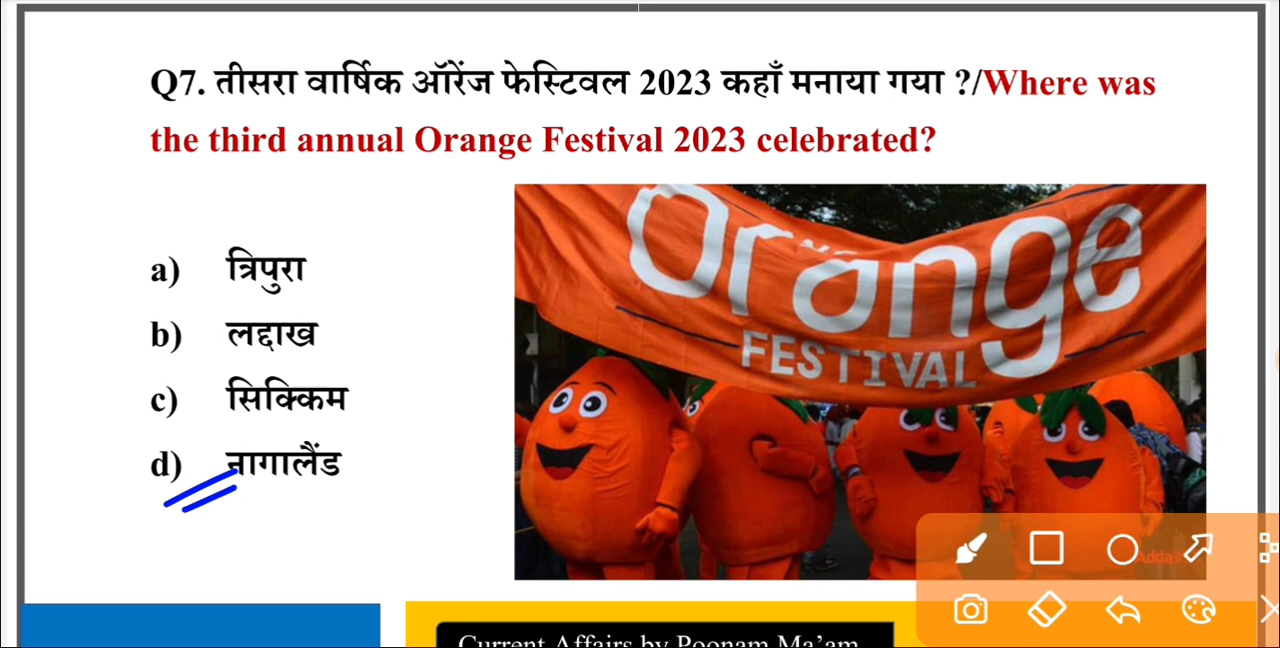 Q7. तीसरा वार्षिक ऑरेंज फेस्टिवल 2023 कहाँ मनाया गया ?/Where was
the third annual Orange Festival 2023 celebrated?
a) त्रिपुरा
b) लद्दाख
c) सिक्किम
d) नागालैंड
Orange
FESTIVAL
Adda
Current Affairs by Poonam Ma'am